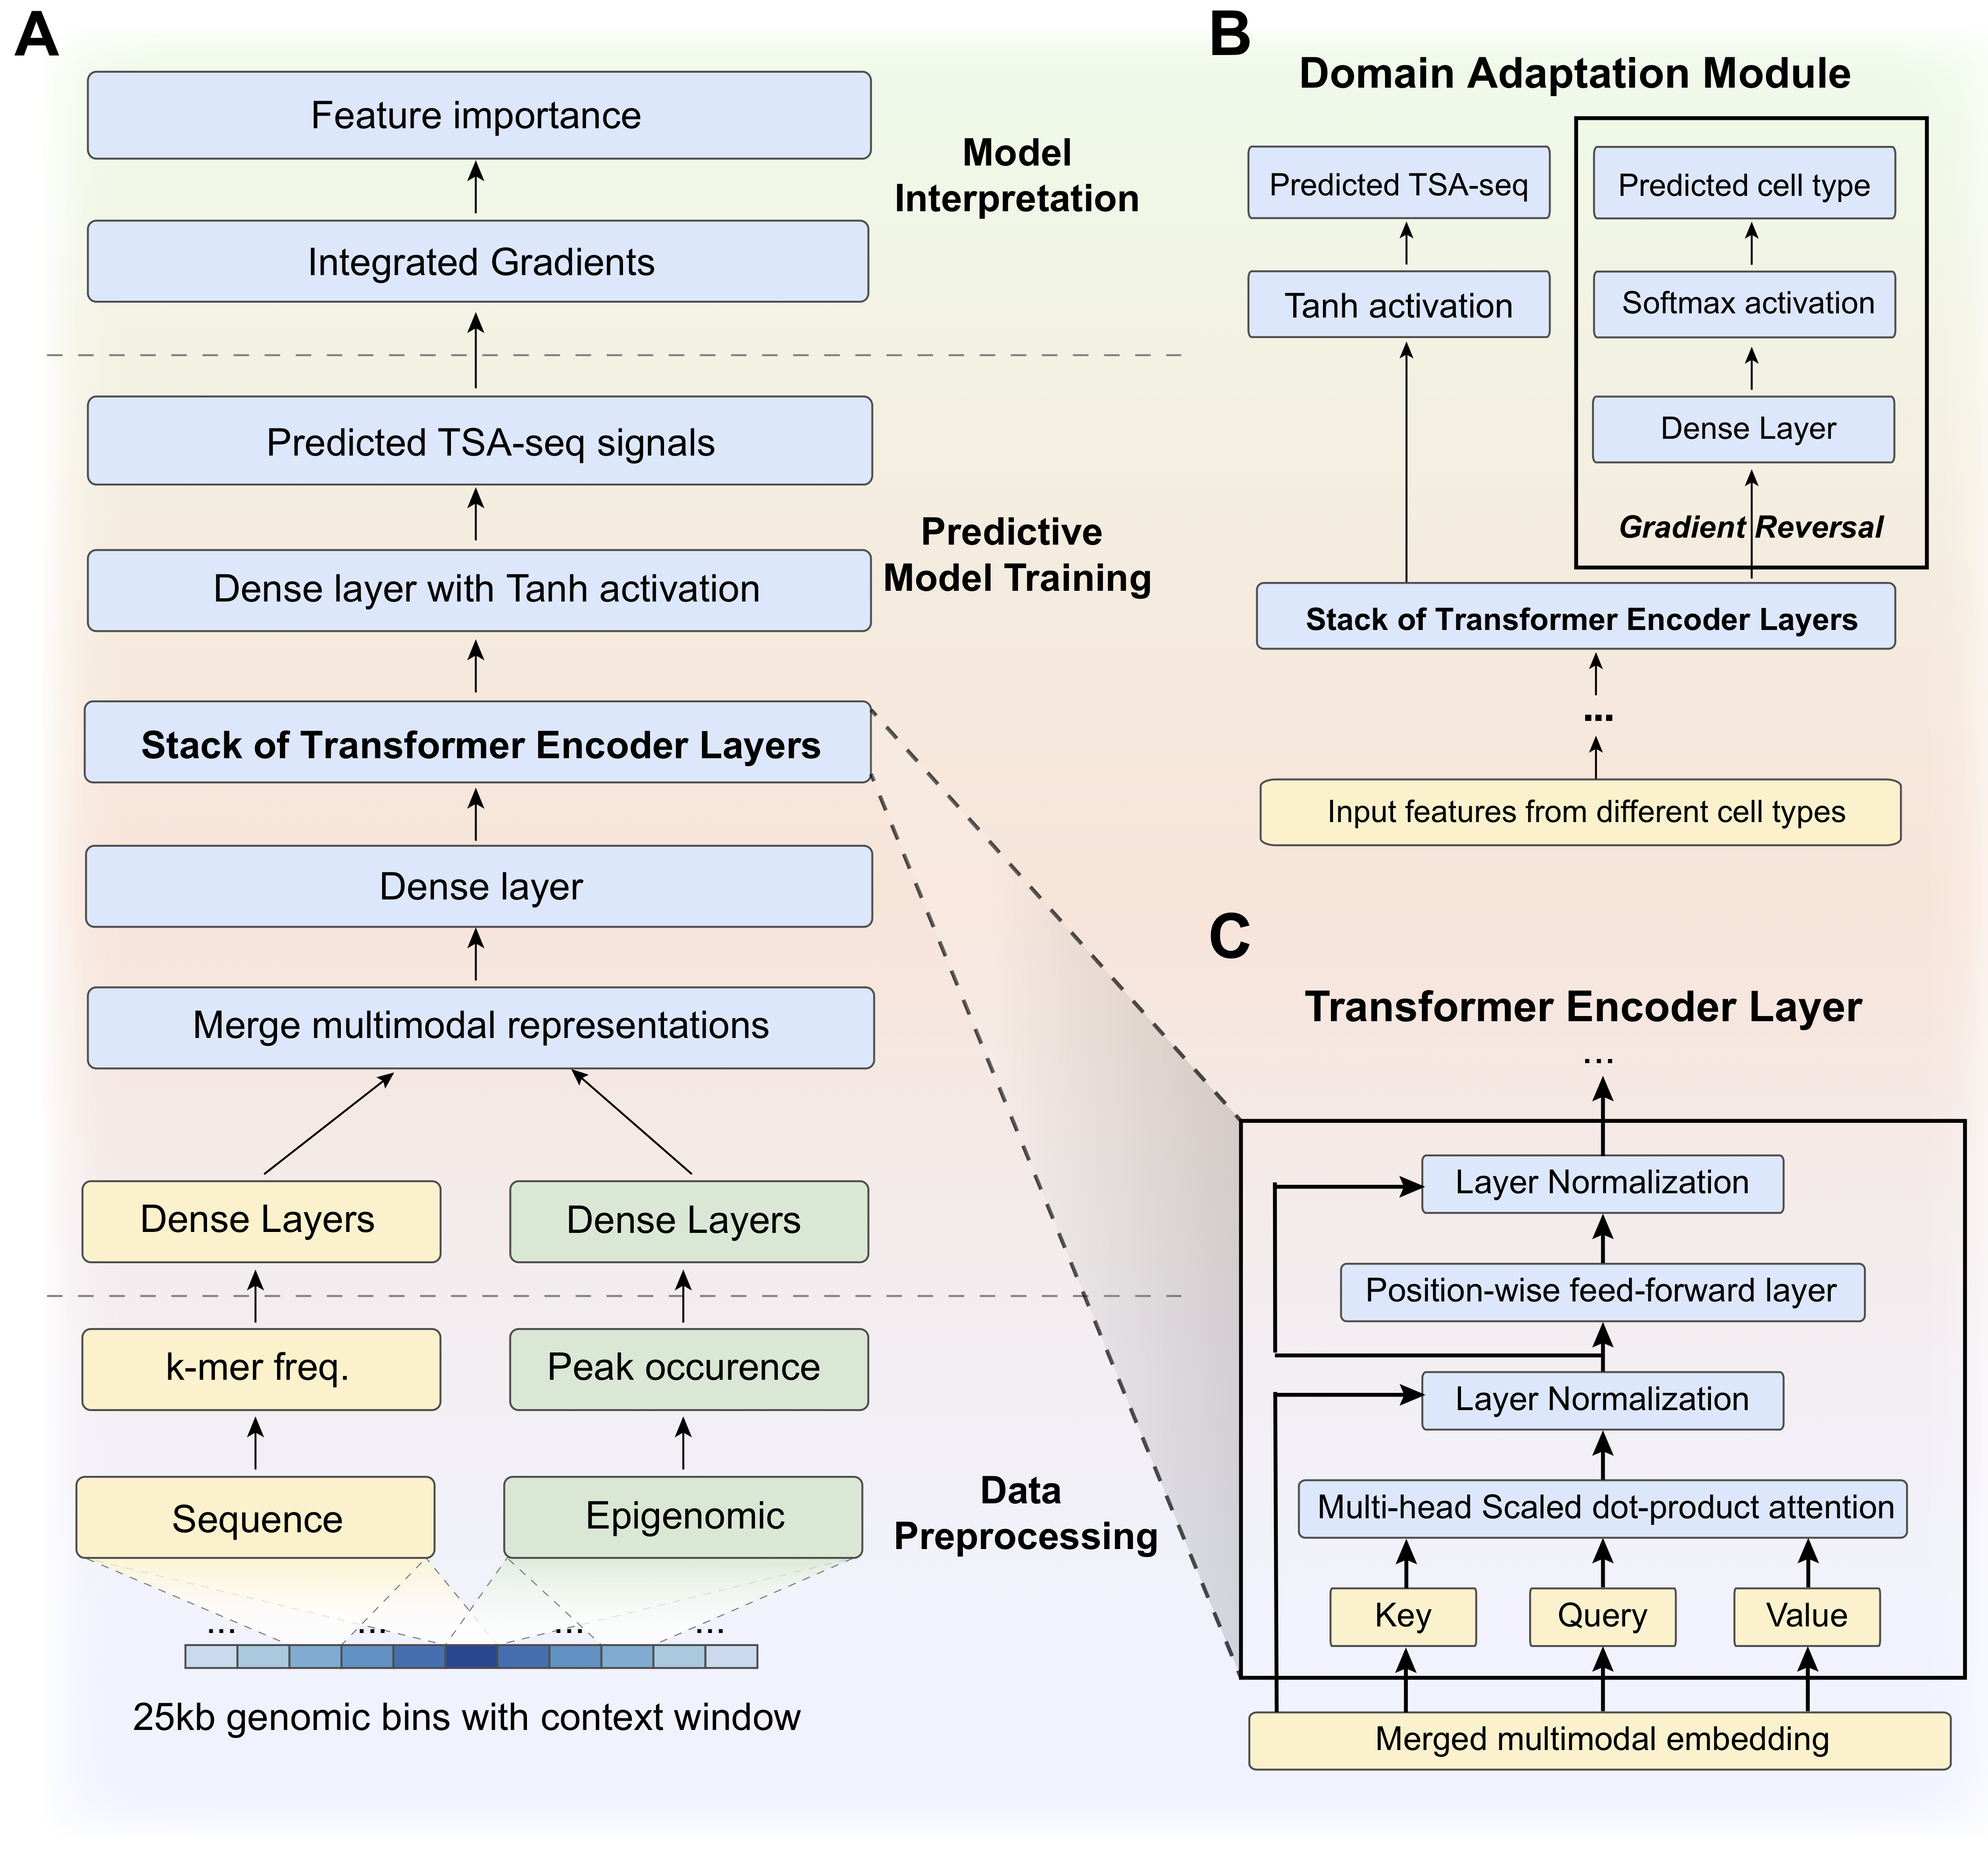 A
Feature importance
Integrated Gradients
Model
Interpretation
Predicted TSA-seq signals
Dense layer with Tanh activation
Predictive
Model Training
Stack of Transformer Encoder Layers
Dense layer
Merge multimodal representations
Dense Layers
Dense Layers
k-mer freq.
Peak occurence
Sequence
Epigenomic
Data
Preprocessing
... ... ... ...
25kb genomic bins with context window
B
Domain Adaptation Module
Predicted TSA-seq
Predicted cell type
Tanh activation
Softmax activation
Dense Layer
Gradient Reversal
Stack of Transformer Encoder Layers
...
Input features from different cell types
C
Transformer Encoder Layer
...
Layer Normalization
Position-wise feed-forward layer
Layer Normalization
Multi-head Scaled dot-product attention
Key
Query
Value
Merged multimodal embedding